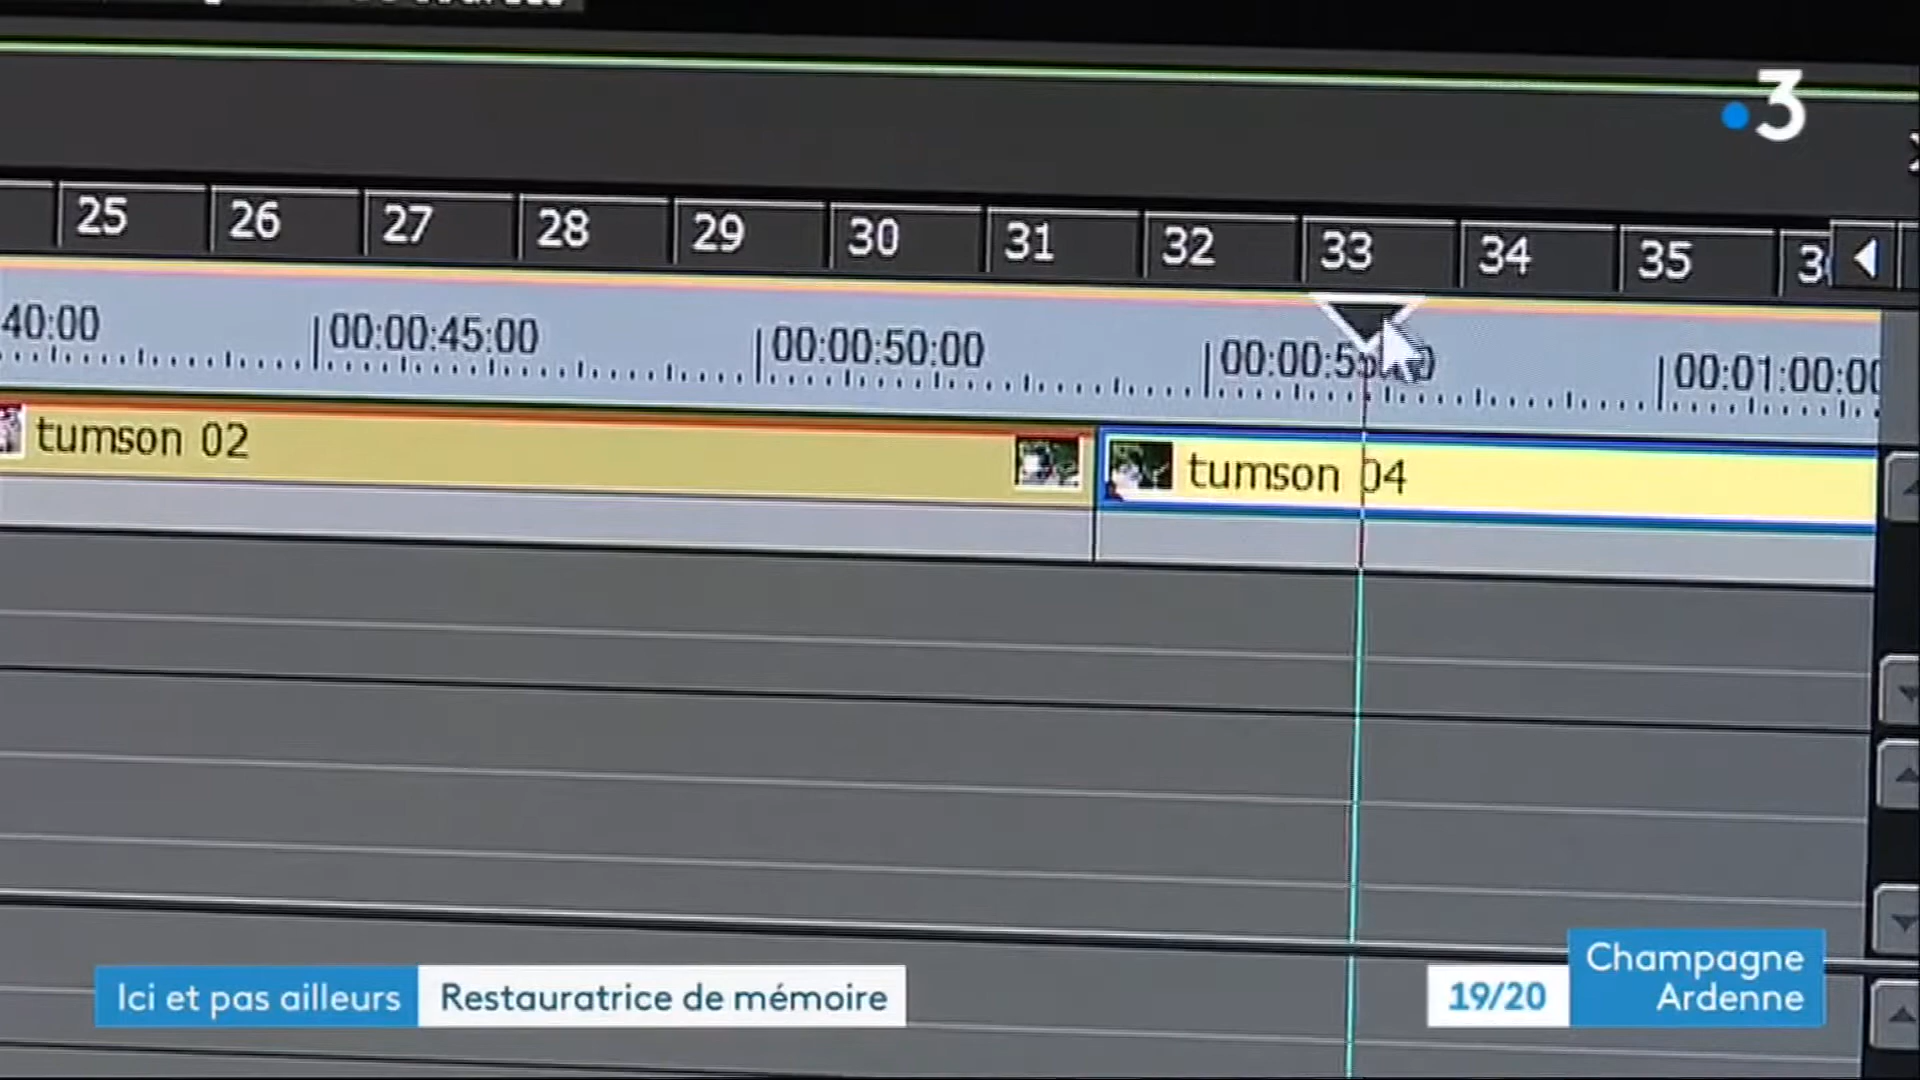 3
25 26 27 28 29 30 31 32 33 34 35
40:00 00:00:45:00 00:00:50:00 00:01:00:00
tumson 02 tumson 04
Ici et pas ailleurs Restauratrice de mémoire
19/20
Champagne
Ardenne